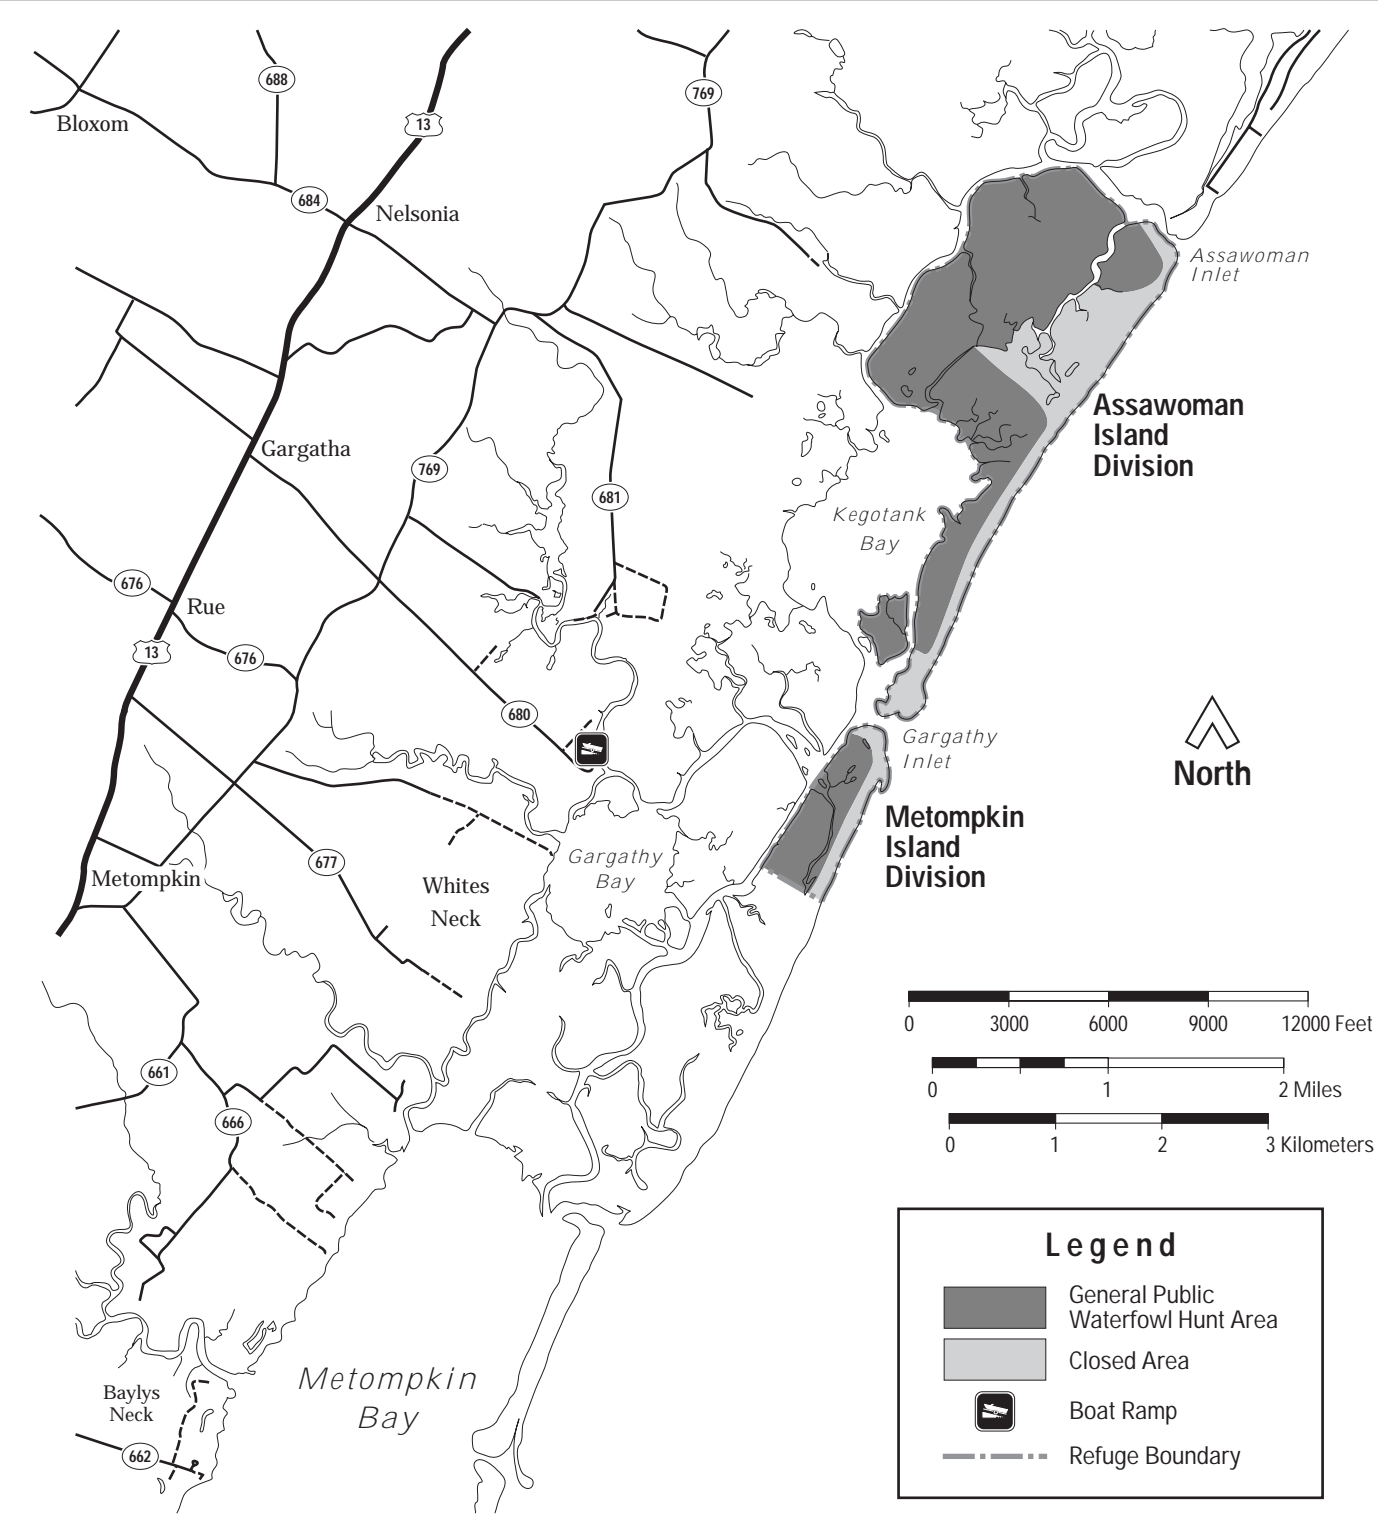 688
769
Bloxom
13
684
Nelsonia
Assawoman
Inlet
Assawoman
Island
Division
Gargatha
769
681
Kegotank
Bay
676
Rue
13
676
680
Gargathy
Inlet
North
Metompkin
Island
Division
677
Gargathy
Bay
Metompkin
Whites
Neck
0 3000 6000 9000 12000 Feet
661
0 1 2 Miles
666
0 1 2 3 Kilometers
Legend
General Public
Waterfowl Hunt Area
Closed Area
Boat Ramp
Refuge Boundary
Metompkin
Bay
Baylys
Neck
662